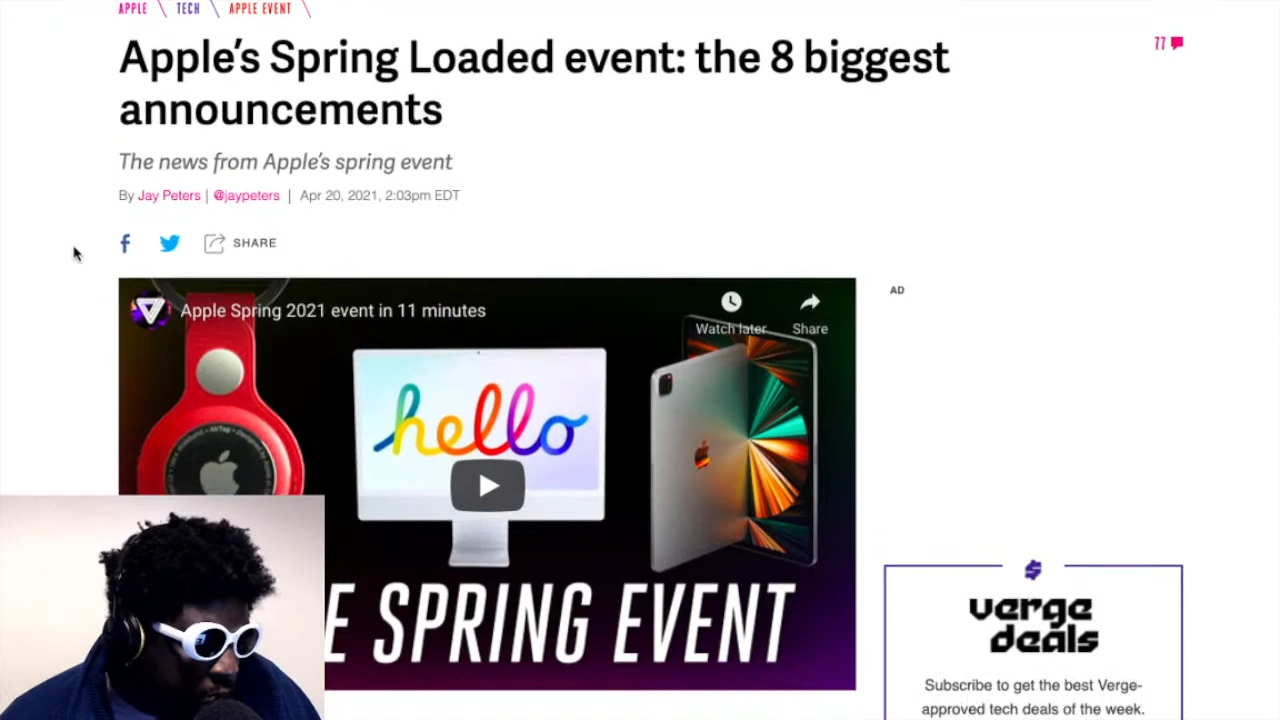 APPLE \ TECH \ APPLE EVENT \
77
Apple's Spring Loaded event: the 8 biggest
announcements
The news from Apple's spring event
By Jay Peters | @jaypeters | Apr 20, 2021, 2:03pm EDT
SHARE
AD
Apple Spring 2021 event in 11 minutes
Watch later
Share
hello
E SPRING EVENT
verge
deals
Subscribe to get the best Verge-
approved tech deals of the week.